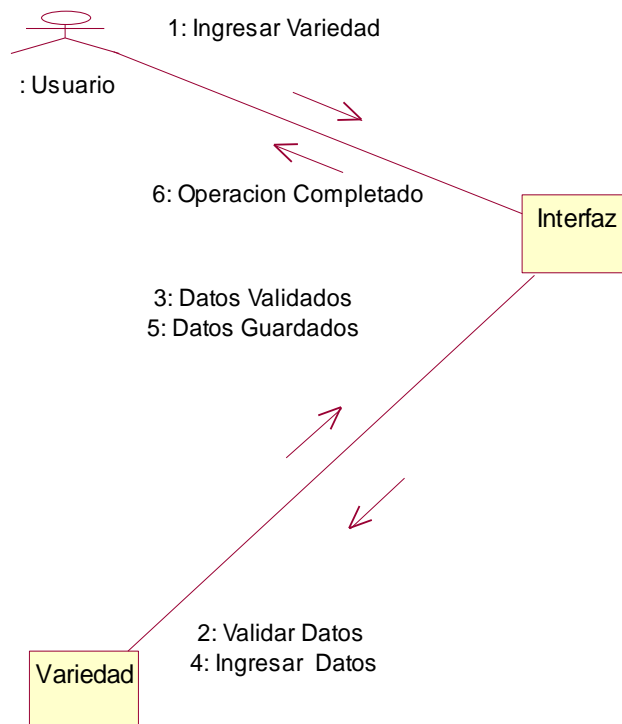 1: Ingresar Variedad
: Usuario
6: Operacion Completado
Interfaz
3: Datos Validados
5: Datos Guardados
2: Validar Datos
4: Ingresar Datos
Variedad